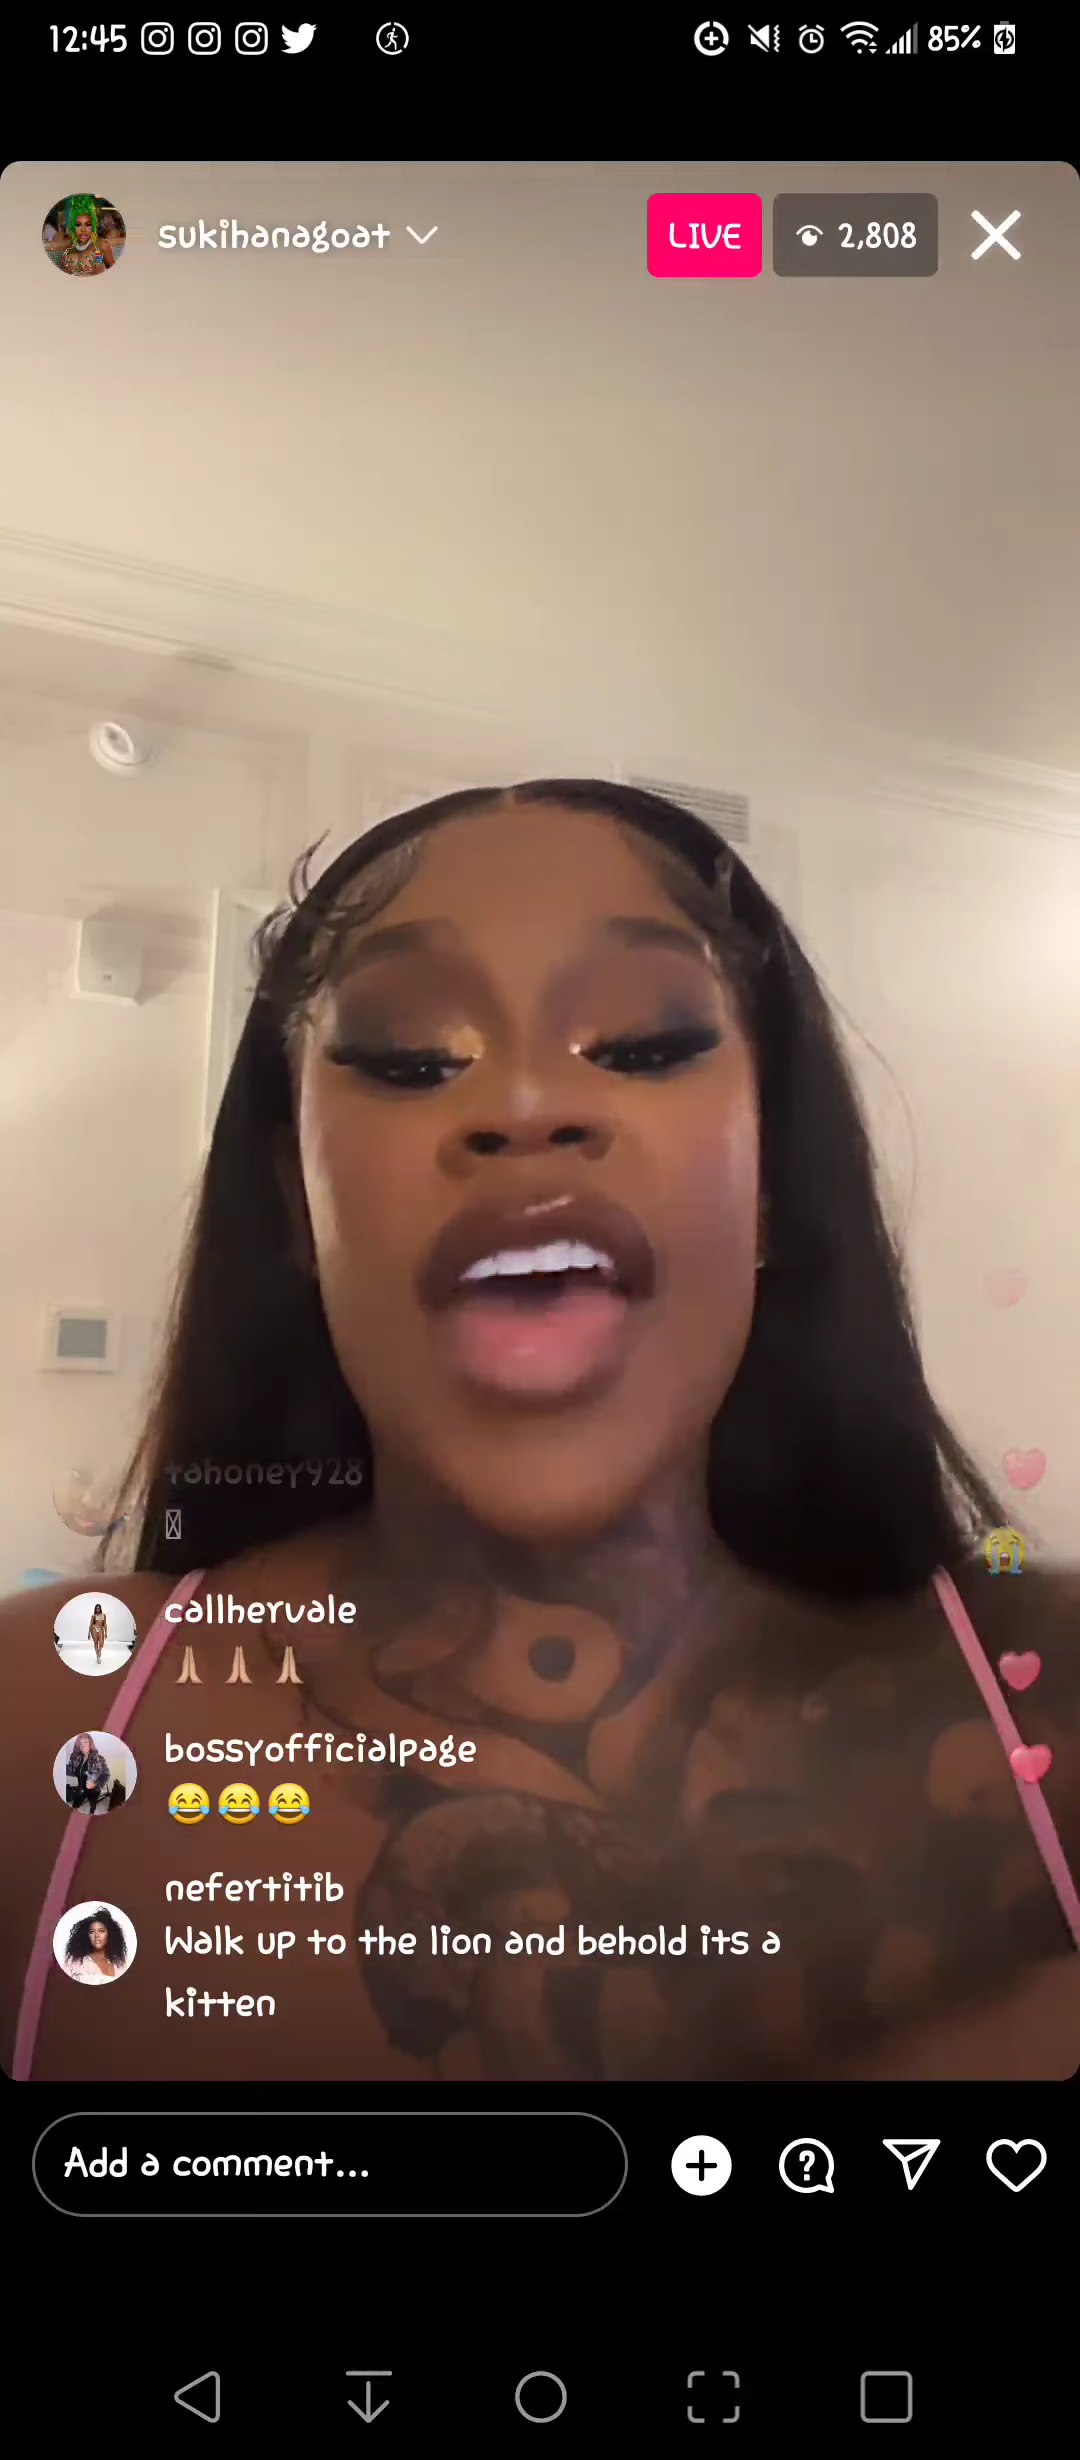 12:45
85%
sukihanagoat
LIVE
2,808
tahoney928
callhervale
bossyofficialpage
nefertitib
Walk up to the lion and behold its a
kitten
Add a comment...